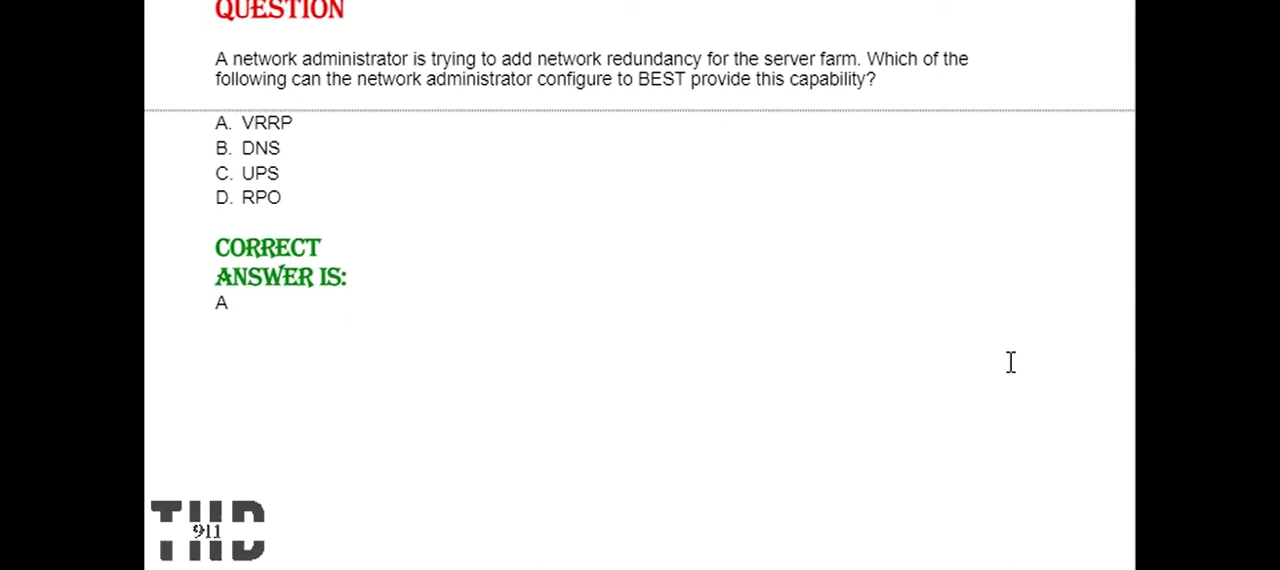 QUESTION
A network administrator is trying to add network redundancy for the server farm. Which of the
following can the network administrator configure to BEST provide this capability?
A. VRRP
B. DNS
C. UPS
D. RPO
CORRECT
ANSWER IS:
A
THD
911